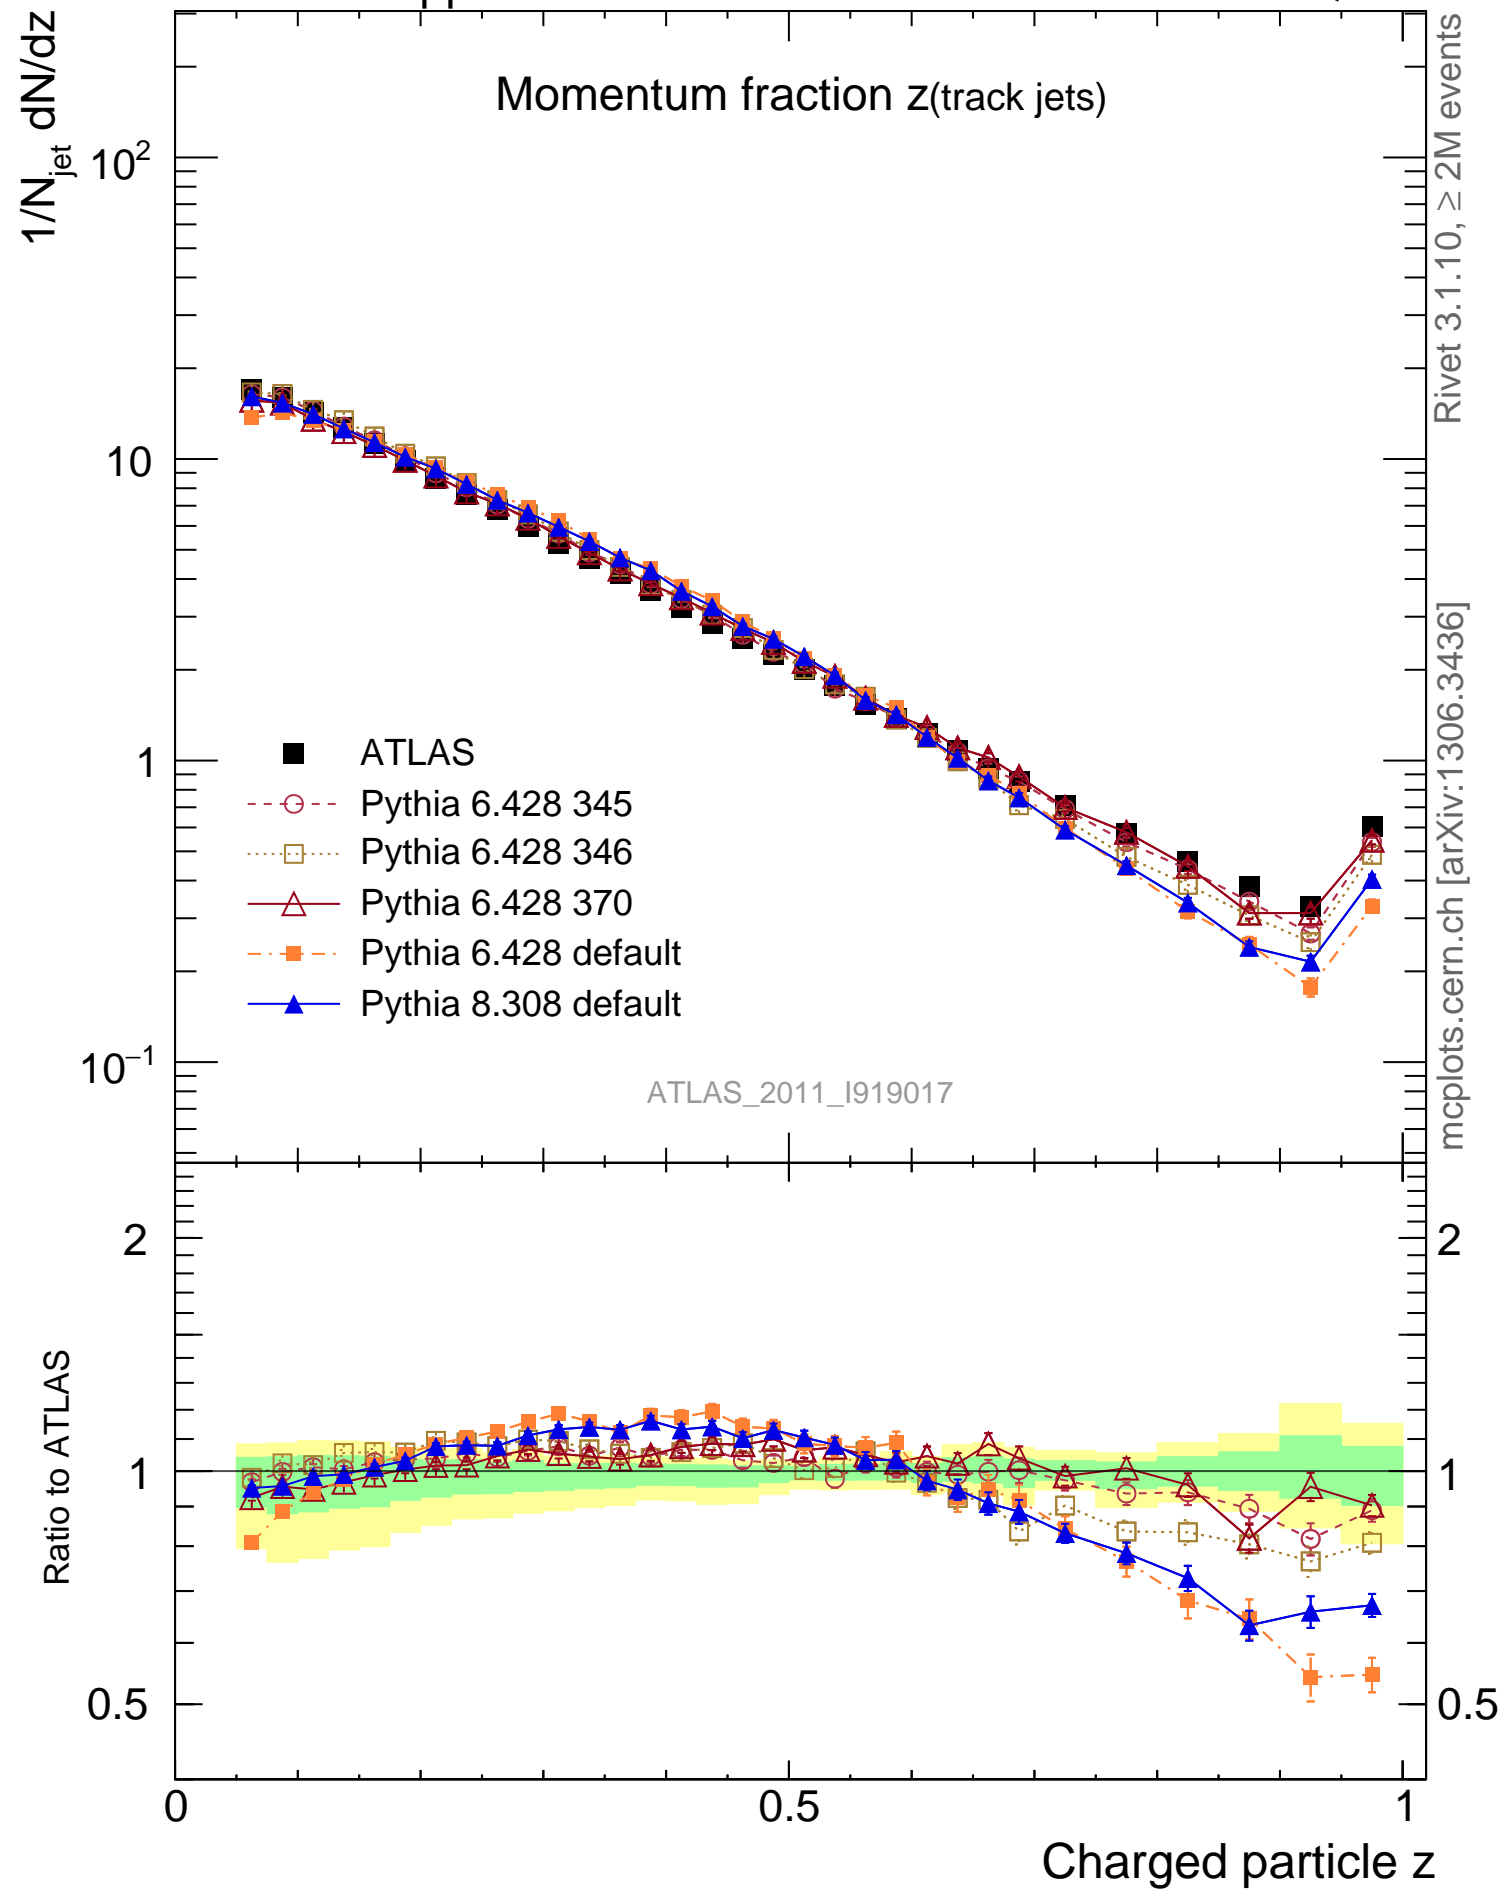 1/N_jet dN/dz
Momentum fraction z(track jets)
10^2
10
1
10^−1
ATLAS
Pythia 6.428 345
Pythia 6.428 346
Pythia 6.428 370
Pythia 6.428 default
Pythia 8.308 default
ATLAS_2011_I919017
Rivet 3.1.10, ≥ 2M events
mcplots.cern.ch [arXiv:1306.3436]
Ratio to ATLAS
2
1
0.5
2
1
0.5
0
0.5
1
Charged particle z